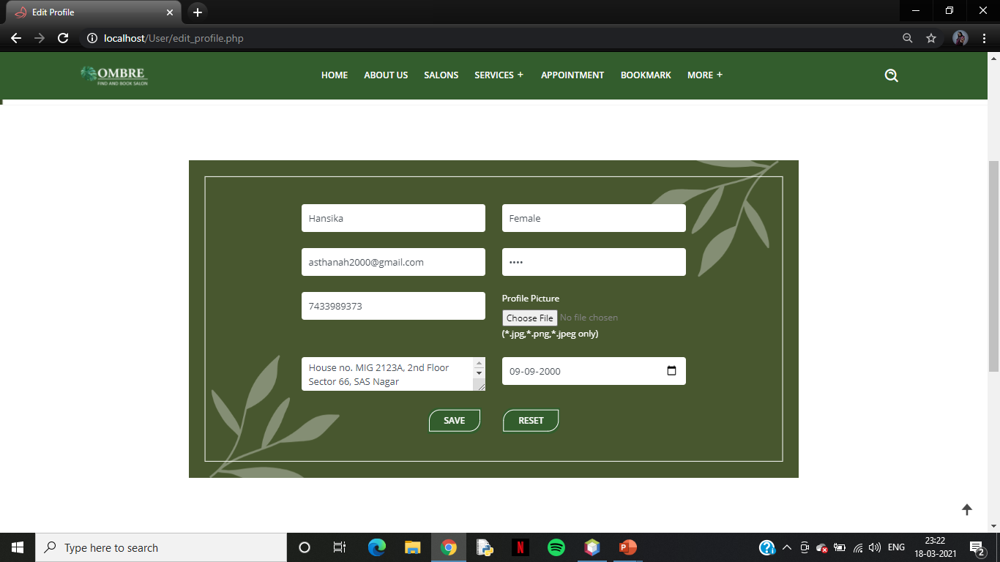 Edit Profile
localhost/User/edit_profile.php
OMBRE
FIND AND BOOK SALON
HOME
ABOUT US
SALONS
SERVICES +
APPOINTMENT
BOOKMARK
MORE +
Hansika
Female
asthanah2000@gmail.com
••••
7433989373
Profile Picture
Choose File No file chosen
(*.jpg,*.png,*.jpeg only)
House no. MIG 2123A, 2nd Floor
Sector 66, SAS Nagar
09-09-2000
SAVE
RESET
Type here to search
ENG
23:22
18-03-2021
2